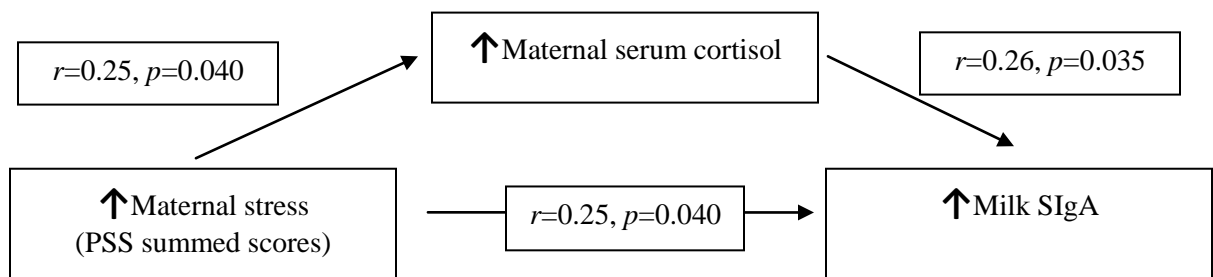 ↑Maternal serum cortisol
r=0.25, p=0.040
r=0.26, p=0.035
↑Maternal stress
(PSS summed scores)
r=0.25, p=0.040
↑Milk SIgA